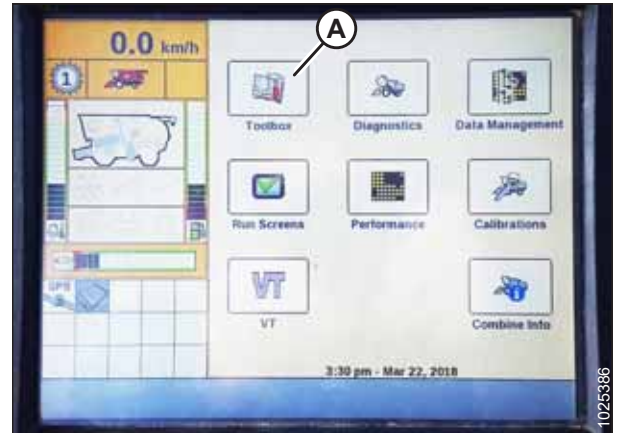 A
0.0 km/h
1
Toolbox
Diagnostics
Data Management
Run Screens
Performance
Calibrations
GPS
VT
VT
Combine Info
3:30 pm - Mar 22, 2018
1025386